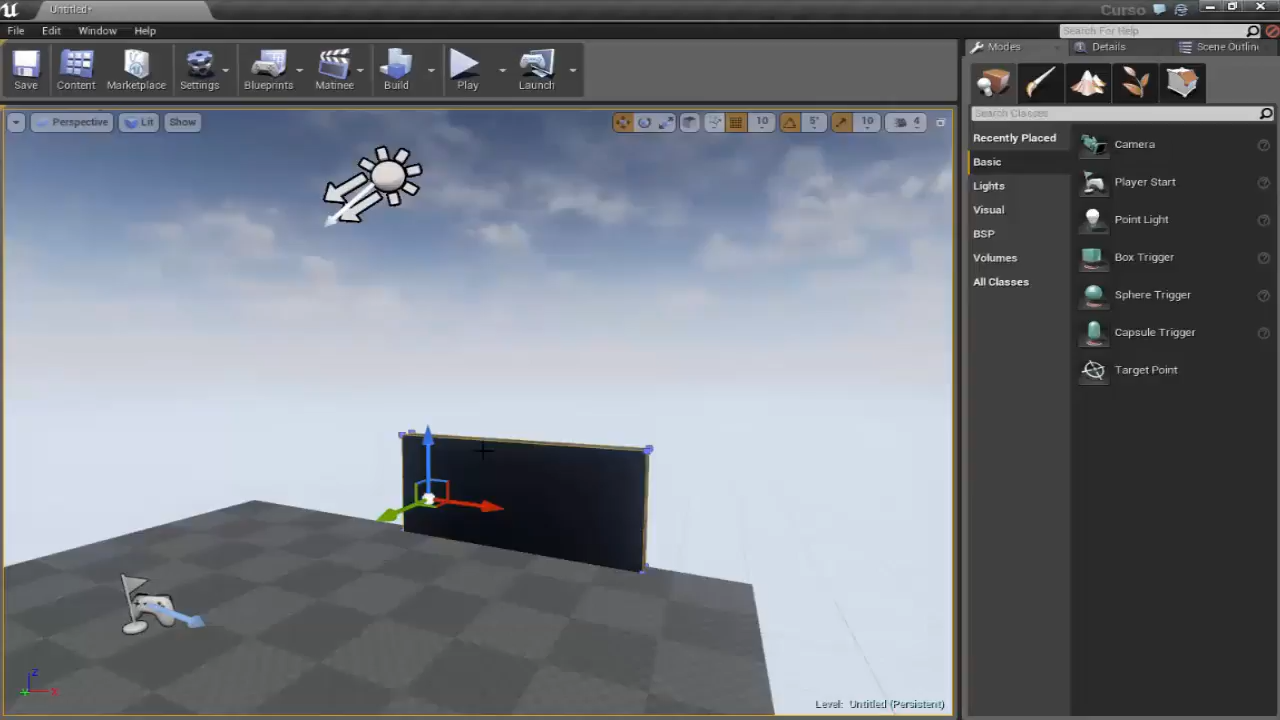 Untitled*
Curso
File Edit Window Help
Search For Help
Save Content Marketplace Settings Blueprints Matinee Build Play Launch
Modes Details Scene Outlin
Search Classes
Perspective Lit Show
10 5° 10 4
Recently Placed
Basic
Lights
Visual
BSP
Volumes
All Classes
Camera
Player Start
Point Light
Box Trigger
Sphere Trigger
Capsule Trigger
Target Point
Z
Y X
Level: Untitled (Persistent)